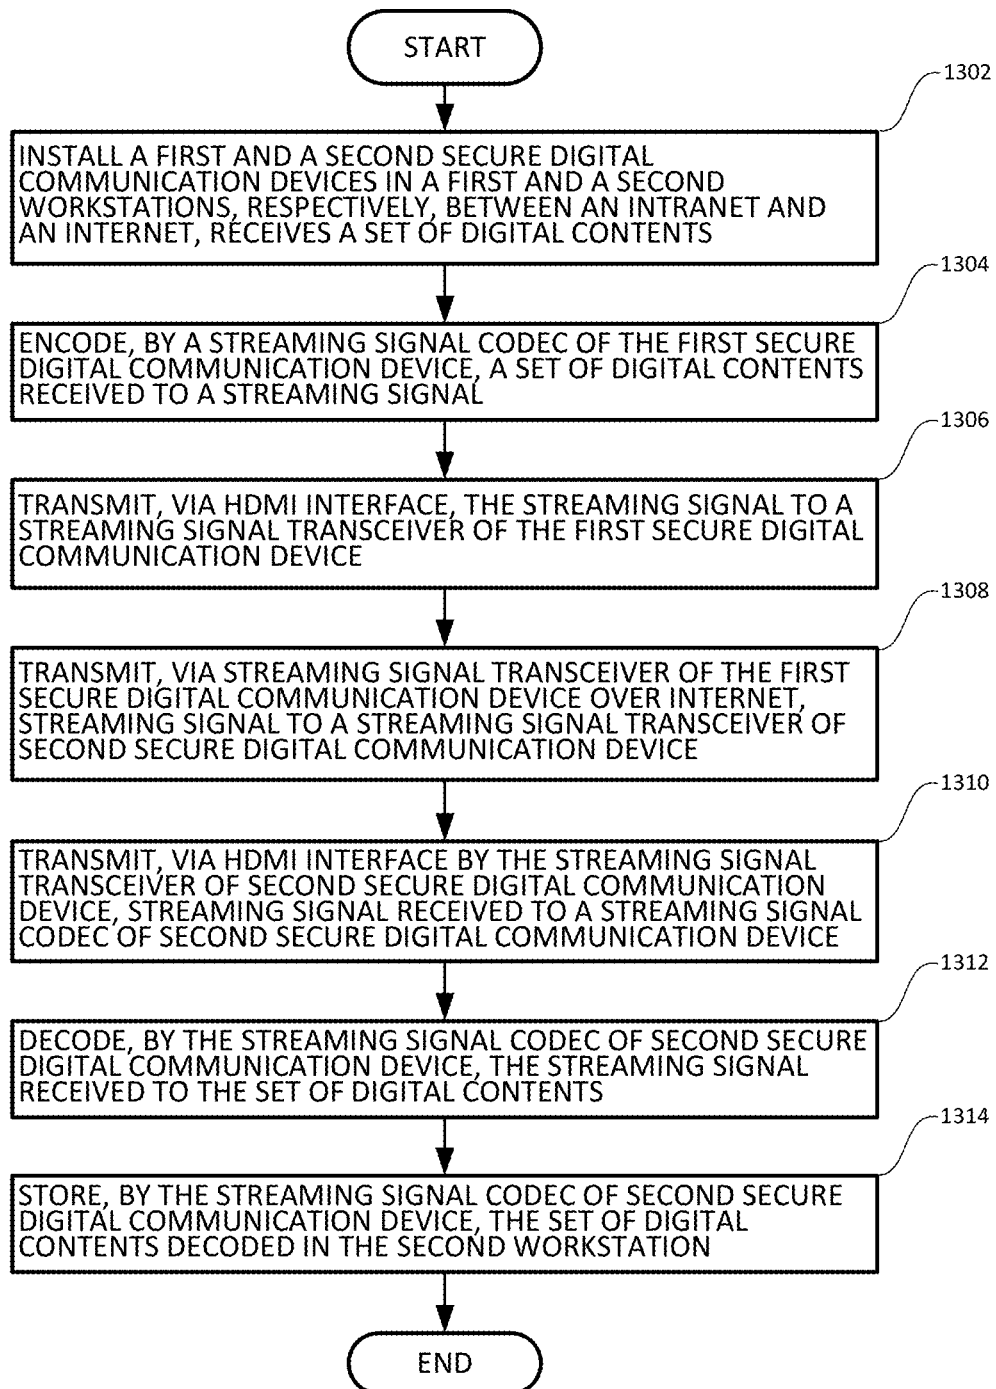 START
1302
INSTALL A FIRST AND A SECOND SECURE DIGITAL
COMMUNICATION DEVICES IN A FIRST AND A SECOND
WORKSTATIONS, RESPECTIVELY, BETWEEN AN INTRANET AND
AN INTERNET, RECEIVES A SET OF DIGITAL CONTENTS
1304
ENCODE, BY A STREAMING SIGNAL CODEC OF THE FIRST SECURE
DIGITAL COMMUNICATION DEVICE, A SET OF DIGITAL CONTENTS
RECEIVED TO A STREAMING SIGNAL
1306
TRANSMIT, VIA HDMI INTERFACE, THE STREAMING SIGNAL TO A
STREAMING SIGNAL TRANSCEIVER OF THE FIRST SECURE DIGITAL
COMMUNICATION DEVICE
1308
TRANSMIT, VIA STREAMING SIGNAL TRANSCEIVER OF THE FIRST
SECURE DIGITAL COMMUNICATION DEVICE OVER INTERNET,
STREAMING SIGNAL TO A STREAMING SIGNAL TRANSCEIVER OF
SECOND SECURE DIGITAL COMMUNICATION DEVICE
1310
TRANSMIT, VIA HDMI INTERFACE BY THE STREAMING SIGNAL
TRANSCEIVER OF SECOND SECURE DIGITAL COMMUNICATION
DEVICE, STREAMING SIGNAL RECEIVED TO A STREAMING SIGNAL
CODEC OF SECOND SECURE DIGITAL COMMUNICATION DEVICE
1312
DECODE, BY THE STREAMING SIGNAL CODEC OF SECOND SECURE
DIGITAL COMMUNICATION DEVICE, THE STREAMING SIGNAL
RECEIVED TO THE SET OF DIGITAL CONTENTS
1314
STORE, BY THE STREAMING SIGNAL CODEC OF SECOND SECURE
DIGITAL COMMUNICATION DEVICE, THE SET OF DIGITAL
CONTENTS DECODED IN THE SECOND WORKSTATION
END